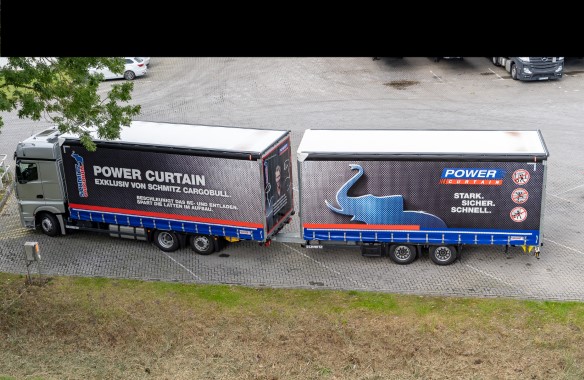 POWER CURTAIN
EXKLUSIV VON SCHMITZ CARGOBULL.
BESCHLEUNIGT DAS BE- UND ENTLADEN.
SPART DIE LATTEN IM AUFBAU.
POWER
CURTAIN
STARK.
SICHER.
SCHNELL.